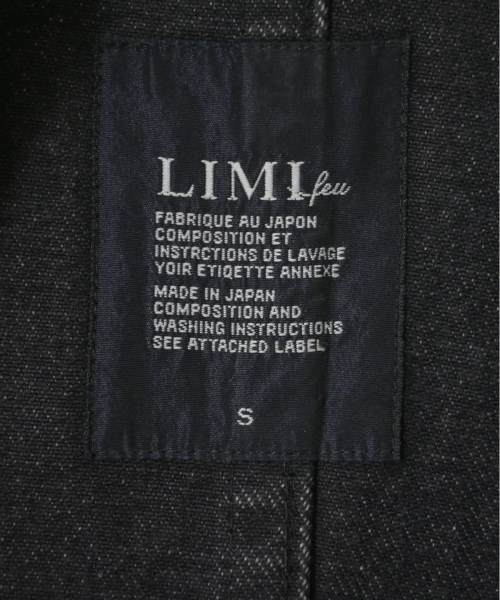 LIMI feu
FABRIQUE AU JAPON
COMPOSITION ET
INSTRCTIONS DE LAVAGE
YOIR ETIQETTE ANNEXE
MADE IN JAPAN
COMPOSITION AND
WASHING INSTRUCTIONS
SEE ATTACHED LABEL
S